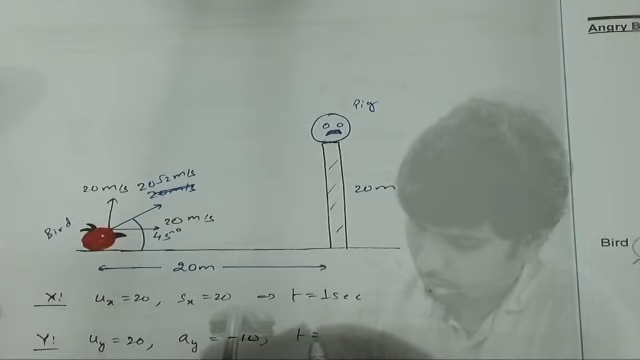 Angry B
Pig
20 m/s 20√2 m/s
20 m/s
20 m/s
45°
20m
Bird
Bird
20m
X: ux = 20, sx = 20 ⇒ t = 1 sec
Y: uy = 20, ay = -10, t =